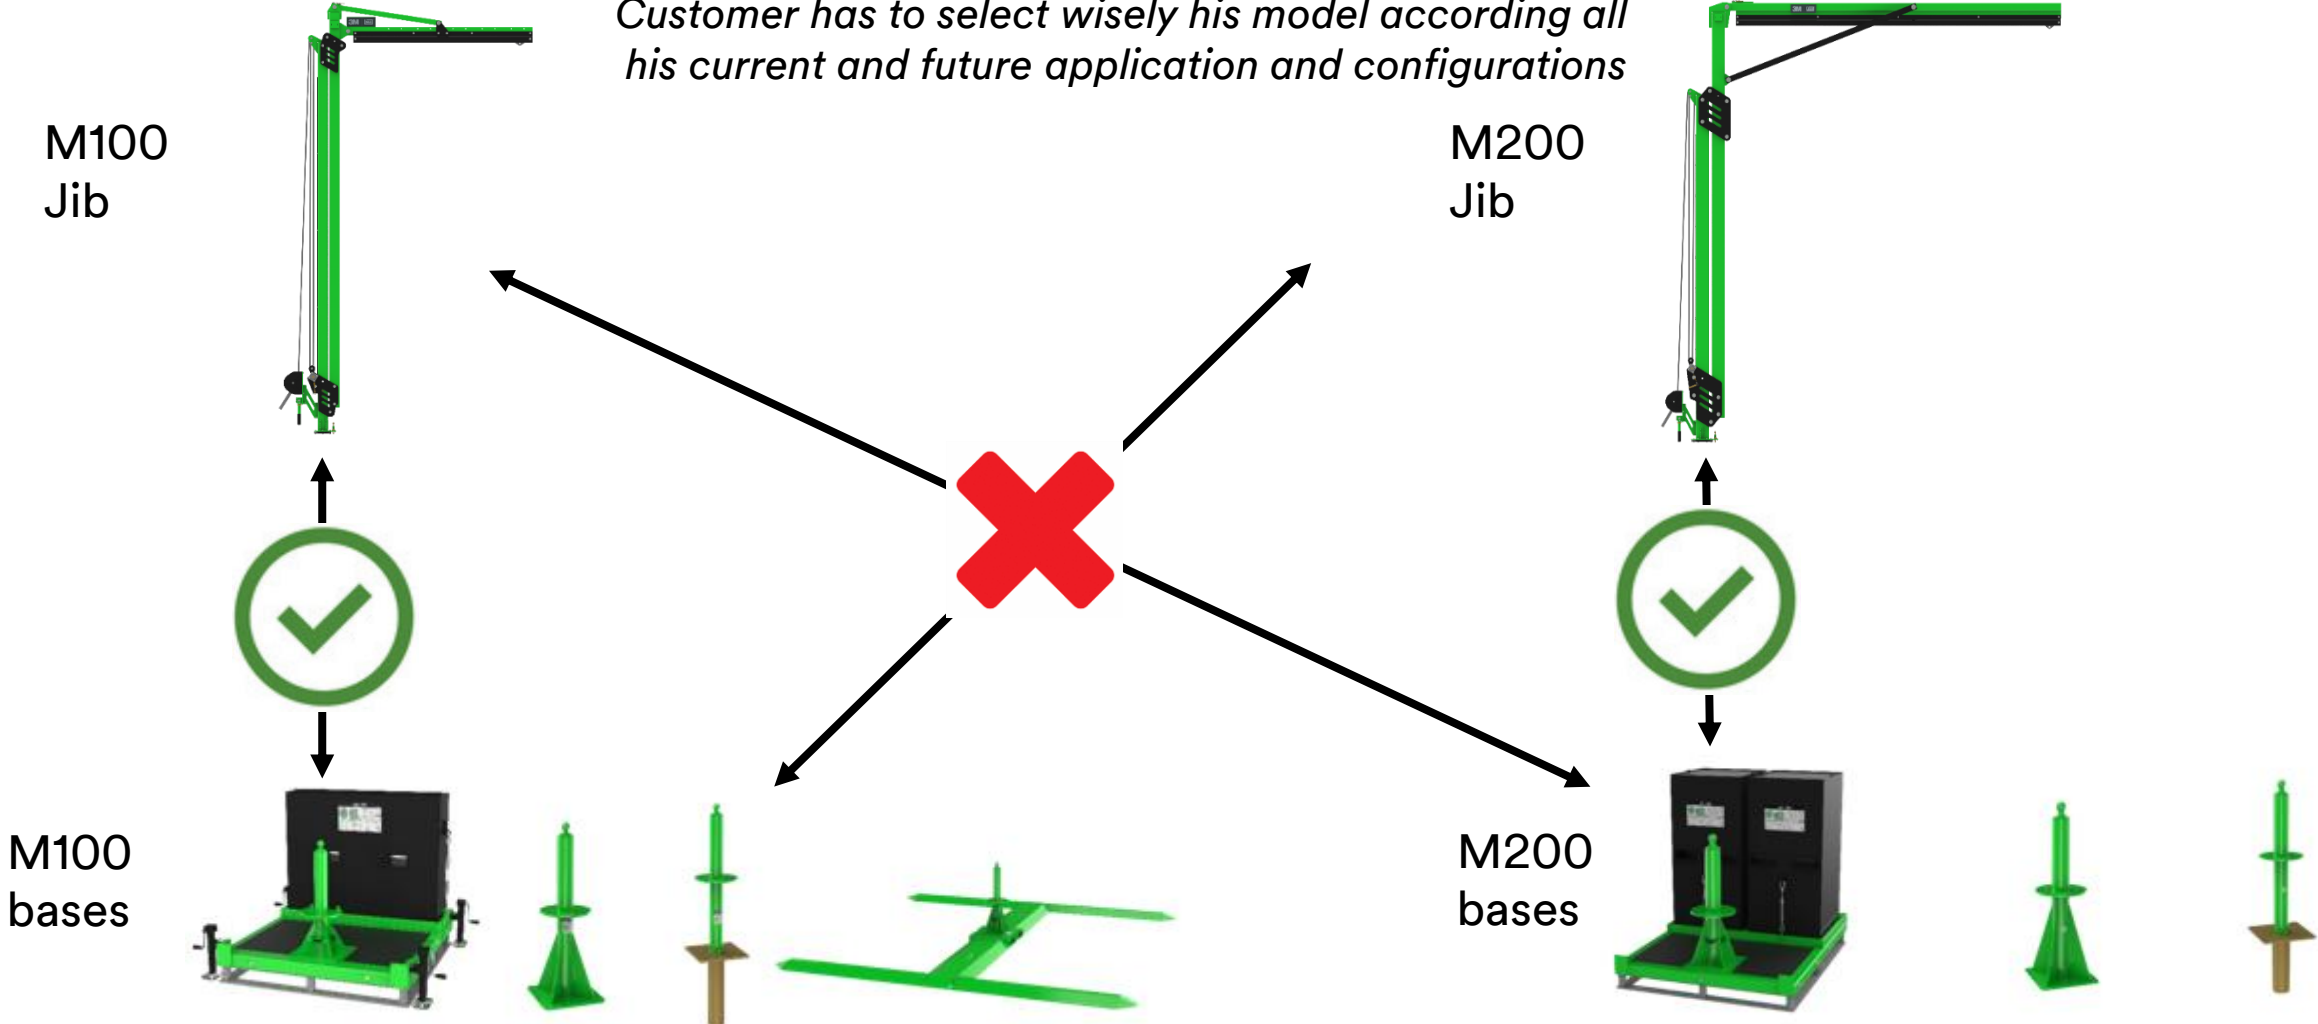 Customer has to select wisely his model according all
his current and future application and configurations
M100
Jib
M200
Jib
M100
bases
M200
bases